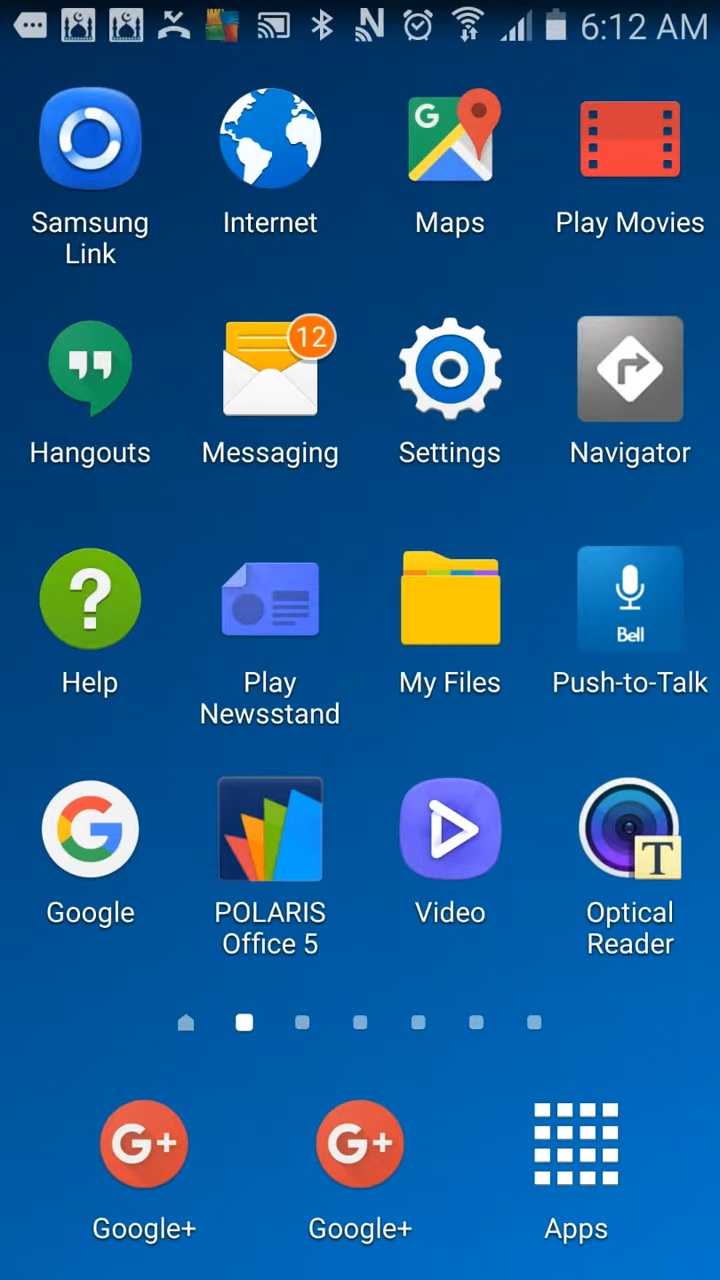 6:12 AM
G
Samsung
Link
Internet
Maps
Play Movies
12
Hangouts
Messaging
Settings
Navigator
?
Bell
Help
Play
Newsstand
My Files
Push-to-Talk
G
T
Google
POLARIS
Office 5
Video
Optical
Reader
G+
G+
Google+
Google+
Apps